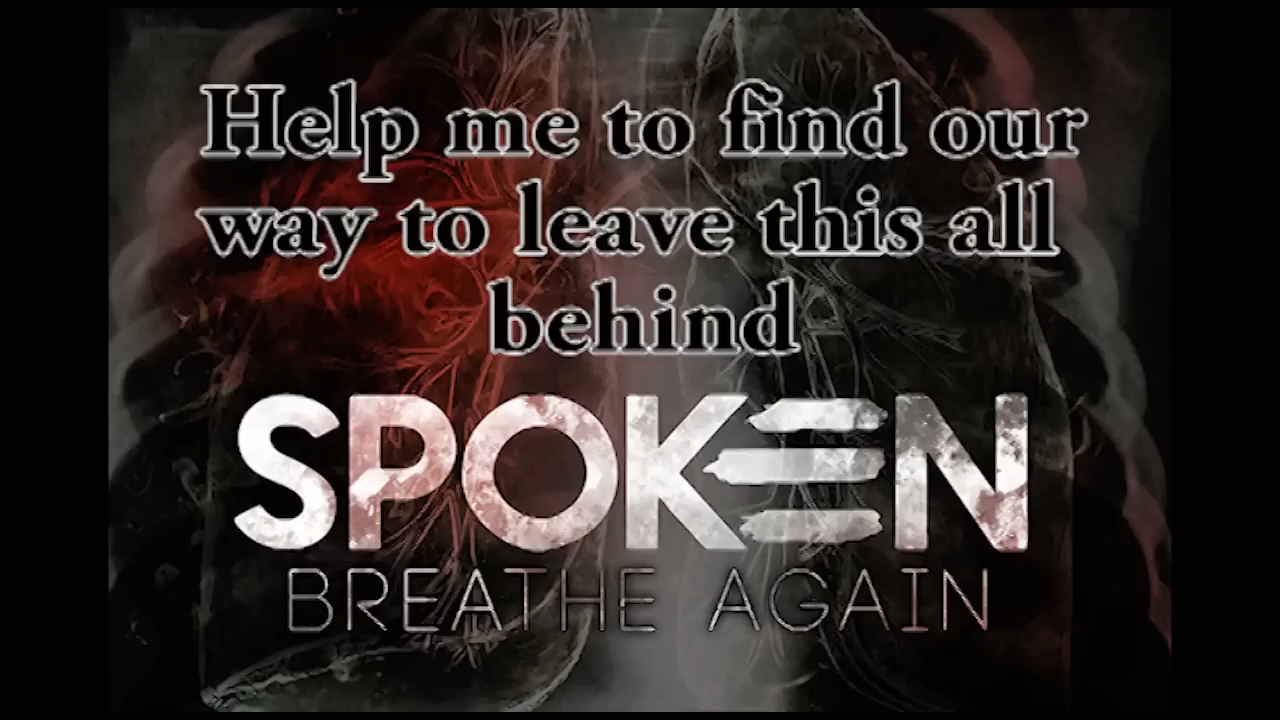 Help me to find our
way to leave this all
behind
SPOKEN
BREATHE AGAIN